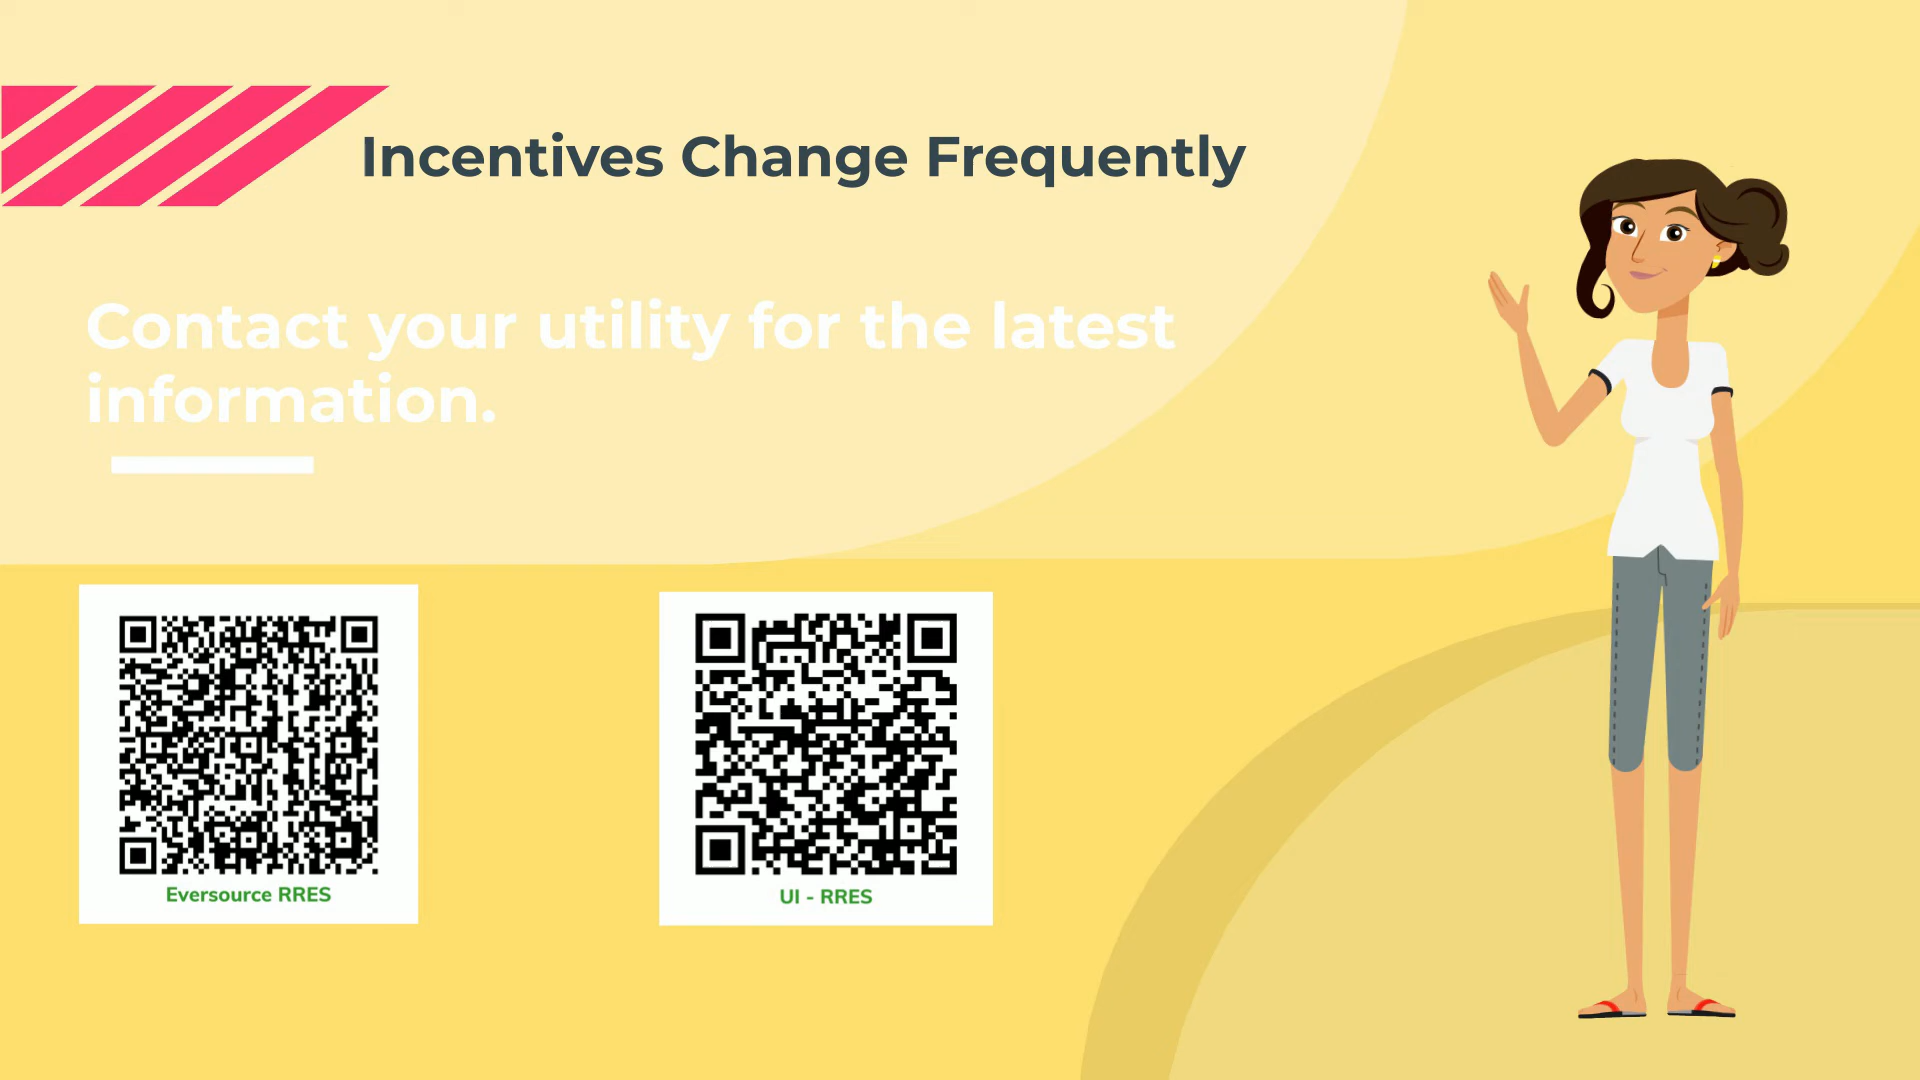 Incentives Change Frequently
Contact your utility for the latest
information.
Eversource RRES
UI - RRES